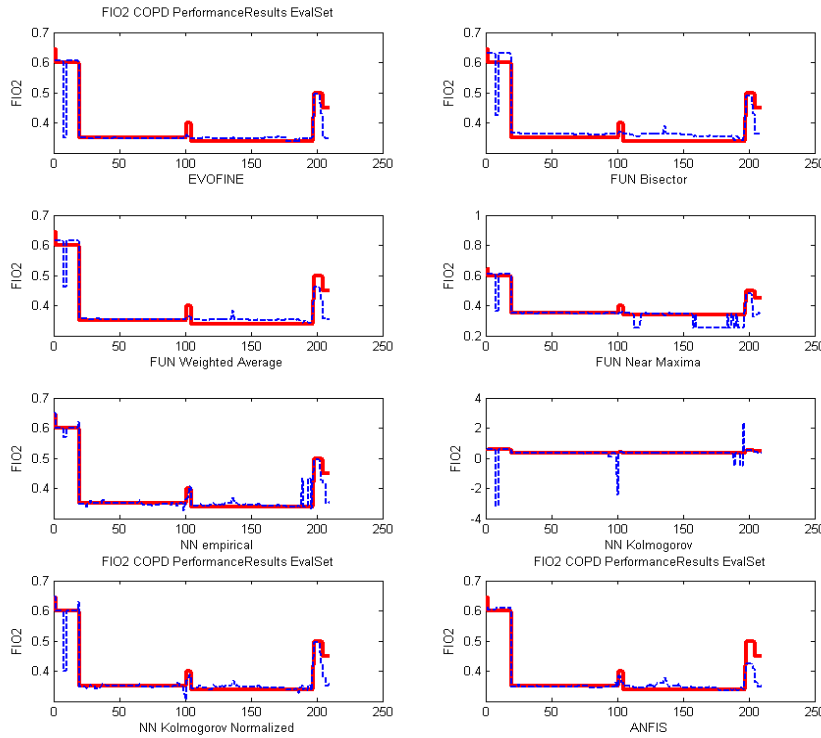 FIO2 COPD PerformanceResults EvalSet
0.7
0.6
0.5
0.4
FIO2
0 50 100 150 200 250
EVOFINE
0.7
0.6
0.5
0.4
FIO2
0 50 100 150 200 250
FUN Bisector
0.7
0.6
0.5
0.4
FIO2
0 50 100 150 200 250
FUN Weighted Average
1
0.8
0.6
0.4
0.2
FIO2
0 50 100 150 200 250
FUN Near Maxima
0.7
0.6
0.5
0.4
FIO2
0 50 100 150 200 250
NN empirical
4
2
0
-2
-4
FIO2
0 50 100 150 200 250
NN Kolmogorov
FIO2 COPD PerformanceResults EvalSet
0.7
0.6
0.5
0.4
FIO2
0 50 100 150 200 250
NN Kolmogorov Normalized
FIO2 COPD PerformanceResults EvalSet
0.7
0.6
0.5
0.4
FIO2
0 50 100 150 200 250
ANFIS